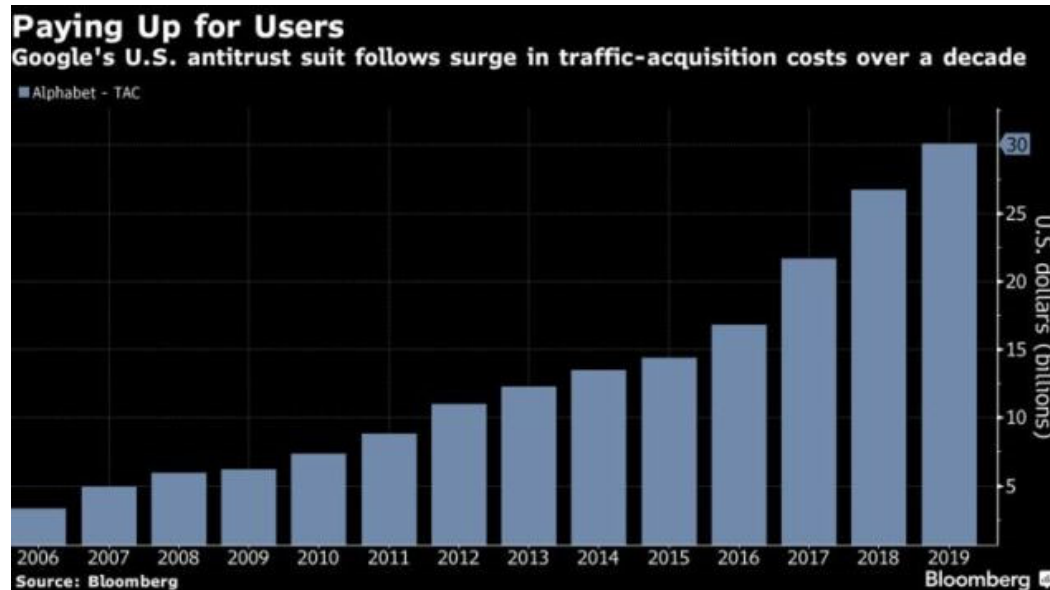 Paying Up for Users
Google's U.S. antitrust suit follows surge in traffic-acquisition costs over a decade
Alphabet - TAC
30
25
20
15
10
5
U.S. dollars (billions)
2006 2007 2008 2009 2010 2011 2012 2013 2014 2015 2016 2017 2018 2019
Source: Bloomberg
Bloomberg